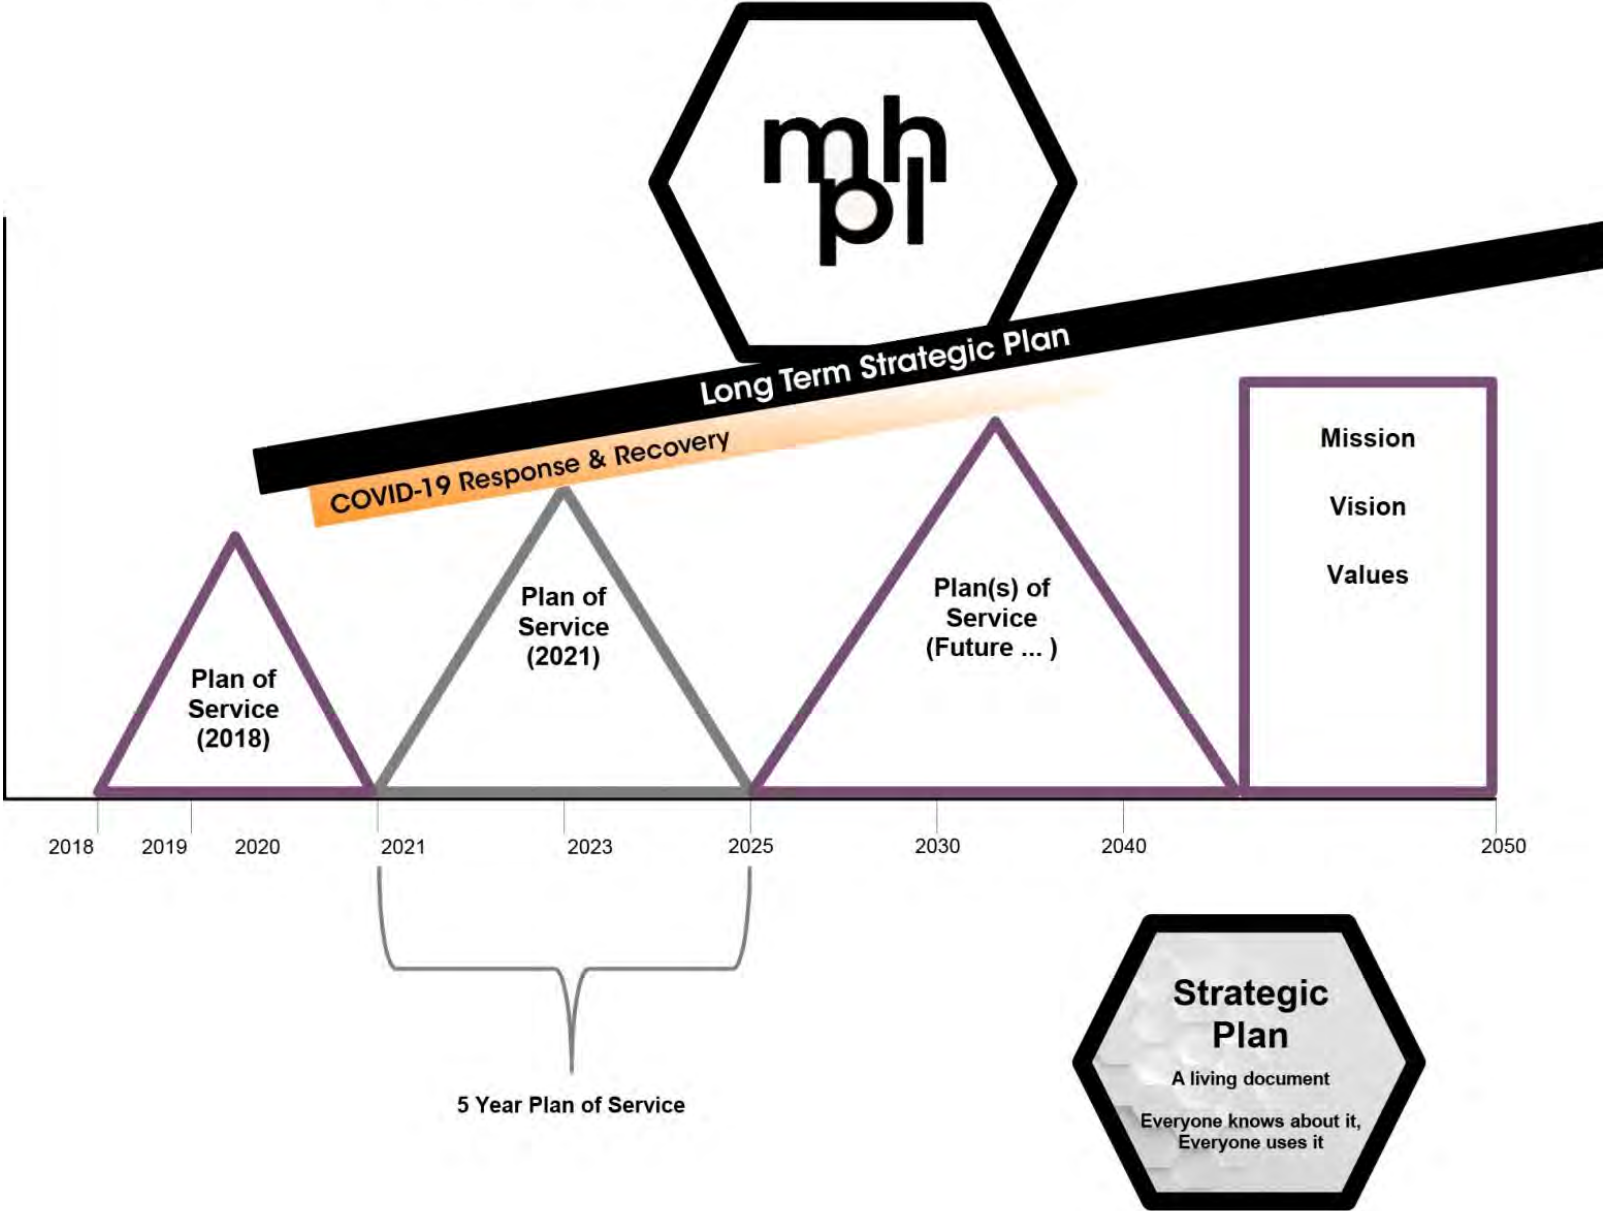 mh
pl
Long Term Strategic Plan
COVID-19 Response & Recovery
Mission
Vision
Values
Plan of
Service
(2018)
Plan of
Service
(2021)
Plan(s) of
Service
(Future ... )
2018
2019
2020
2021
2023
2025
2030
2040
2050
5 Year Plan of Service
Strategic
Plan
A living document
Everyone knows about it,
Everyone uses it